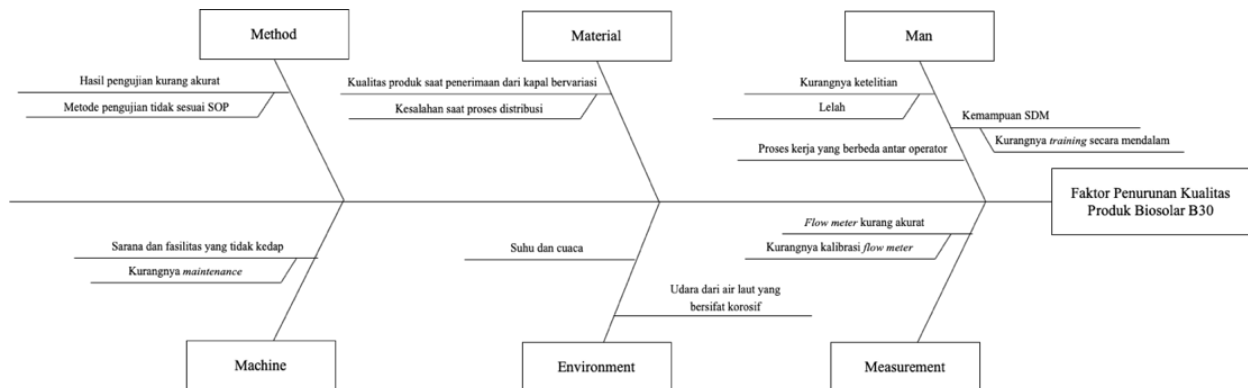 Method
Material
Man
Hasil pengujian kurang akurat
Metode pengujian tidak sesuai SOP
Kualitas produk saat penerimaan dari kapal bervariasi
Kesalahan saat proses distribusi
Kurangnya ketelitian
Lelah
Kemampuan SDM
Kurangnya training secara mendalam
Proses kerja yang berbeda antar operator
Faktor Penurunan Kualitas
Produk Biosolar B30
Sarana dan fasilitas yang tidak kedap
Kurangnya maintenance
Suhu dan cuaca
Udara dari air laut yang
bersifat korosif
Flow meter kurang akurat
Kurangnya kalibrasi flow meter
Machine
Environment
Measurement